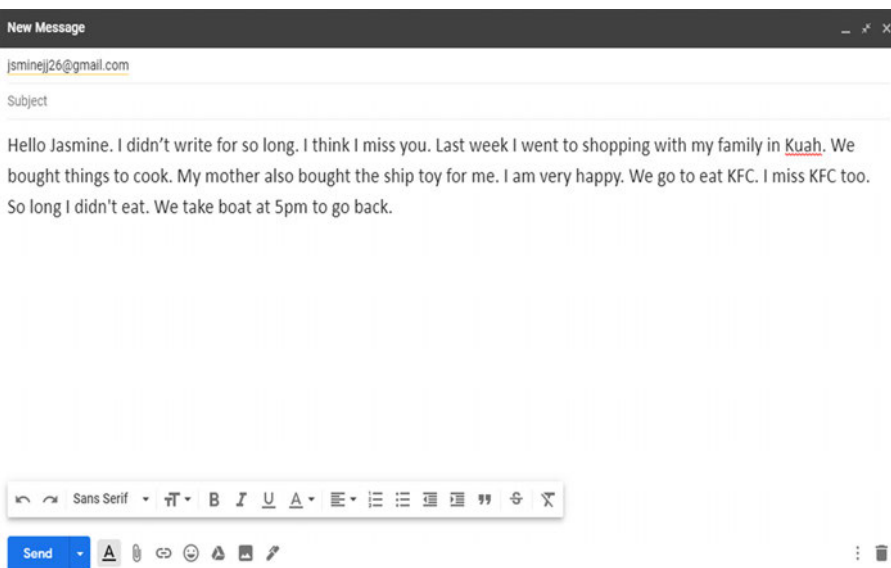 New Message
jsminejj26@gmail.com
Subject
Hello Jasmine. I didn’t write for so long. I think I miss you. Last week I went to shopping with my family in Kuah. We
bought things to cook. My mother also bought the ship toy for me. I am very happy. We go to eat KFC. I miss KFC too.
So long I didn't eat. We take boat at 5pm to go back.
Sans Serif
Send